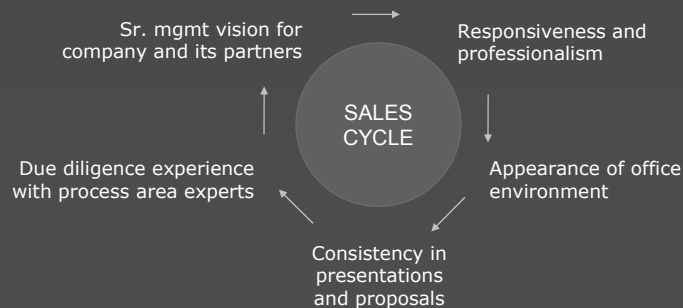 Sr. mgmt vision for
company and its partners
Responsiveness and
professionalism
SALES
CYCLE
Due diligence experience
with process area experts
Appearance of office
environment
Consistency in
presentations
and proposals